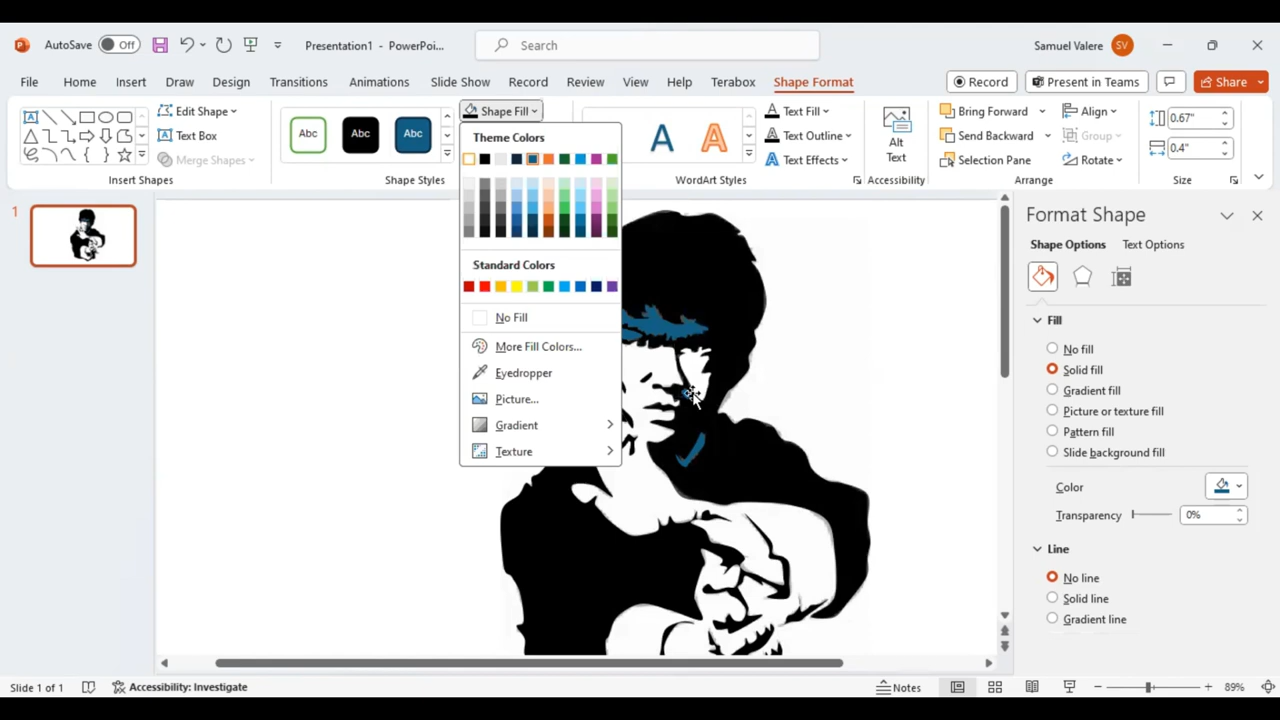 AutoSave Off Presentation1 - PowerPoi... Search Samuel Valere SV
File Home Insert Draw Design Transitions Animations Slide Show Record Review View Help Terabox Shape Format Record Present in Teams Share
Edit Shape
Text Box
Merge Shapes
Insert Shapes
Abc Abc Abc
Shape Styles
Shape Fill
A A
Text Fill
Text Outline
Text Effects
WordArt Styles
Alt
Text
Accessibility
Bring Forward
Send Backward
Selection Pane
Align
Group
Rotate
Arrange
0.67"
0.4"
Size
Theme Colors
Standard Colors
No Fill
More Fill Colors...
Eyedropper
Picture...
Gradient
Texture
1
Format Shape
Shape Options Text Options
Fill
No fill
Solid fill
Gradient fill
Picture or texture fill
Pattern fill
Slide background fill
Color
Transparency 0%
Line
No line
Solid line
Gradient line
Slide 1 of 1 Accessibility: Investigate Notes 89%